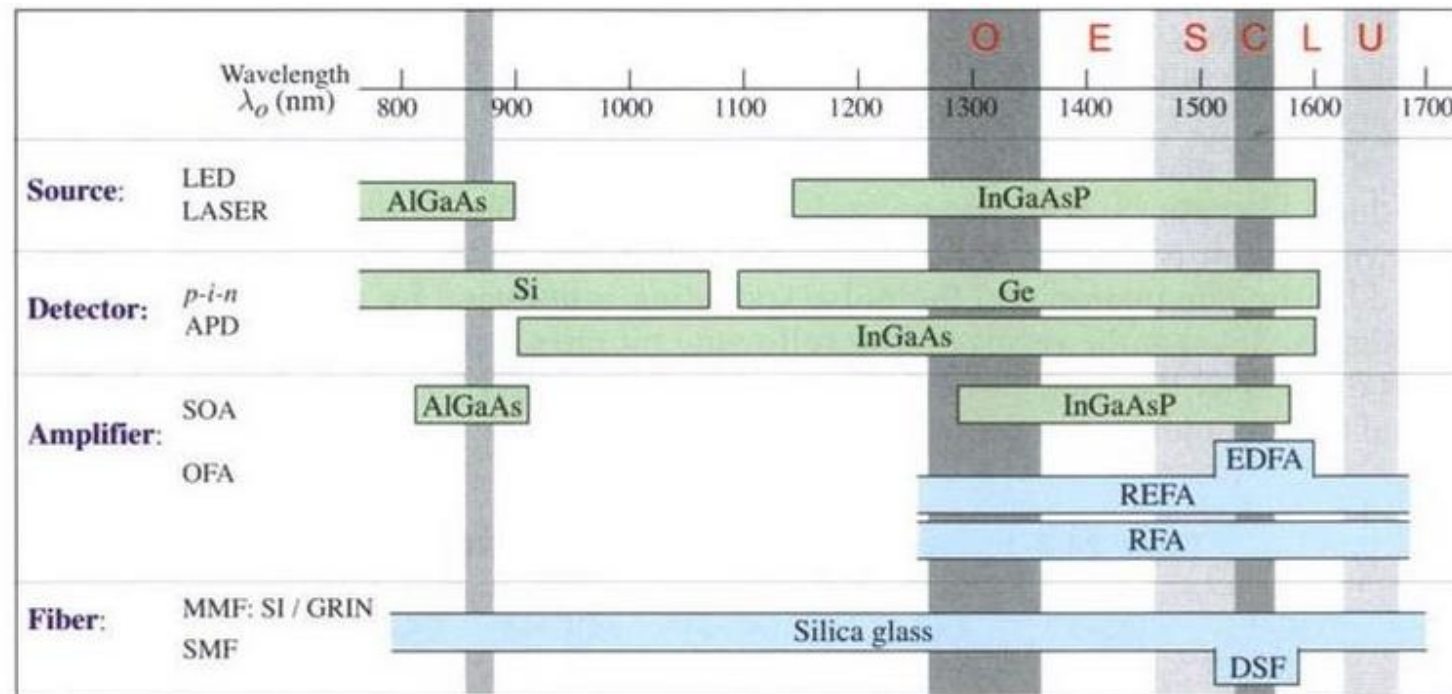 O E S C L U
Wavelength
λo (nm) 800 900 1000 1100 1200 1300 1400 1500 1600 1700
Source: LED
LASER
AlGaAs InGaAsP
Detector: p-i-n
APD
Si Ge
InGaAs
Amplifier: SOA
AlGaAs InGaAsP
OFA
EDFA
REFA
RFA
Fiber: MMF: SI / GRIN
SMF
Silica glass
DSF